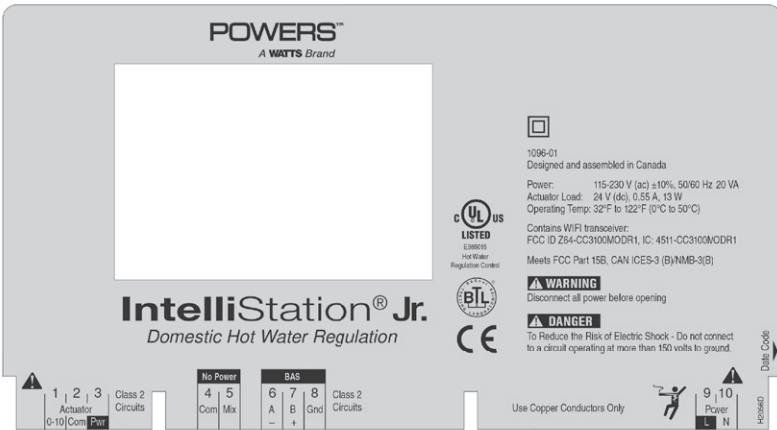 POWERS™
A WATTS Brand
1096-01
Designed and assembled in Canada
Power: 115-230 V (ac) ±10%, 50/60 Hz 20 VA
Actuator Load: 24 V (dc), 0.55 A, 13 W
Operating Temp: 32°F to 122°F (0°C to 50°C)
Contains WIFI transceiver:
FCC ID Z64-CC3100MODR1, IC: 4511-CC3100MODR1
Meets FCC Part 15B, CAN ICES-3 (B)/NMB-3(B)
C UL US
LISTED
E385015
Hot Water
Regulation Control
BTL
CE
WARNING
Disconnect all power before opening
DANGER
To Reduce the Risk of Electric Shock - Do not connect
to a circuit operating at more than 150 volts to ground.
IntelliStation® Jr.
Domestic Hot Water Regulation
Date Code
H2056D
1 2 3 Class 2
Actuator Circuits
0-10 Com Pwr
No Power BAS
4 5 6 7 8 Class 2
Com Mix A B Gnd Circuits
– +
Use Copper Conductors Only
9 10
Power
L N